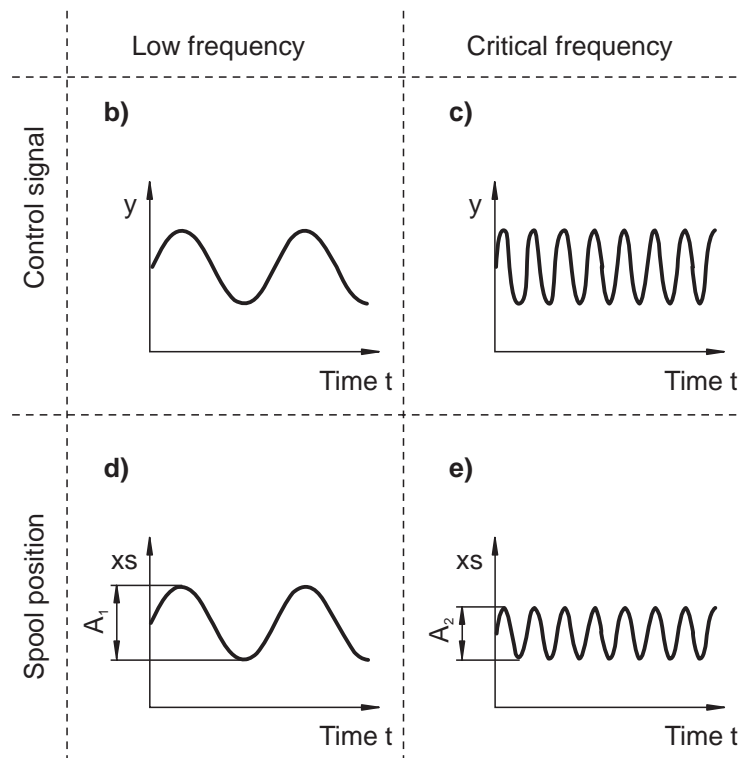 Low frequency
Critical frequency
Control signal
b)
y
Time t
c)
y
Time t
Spool position
d)
xs
A1
Time t
e)
xs
A2
Time t